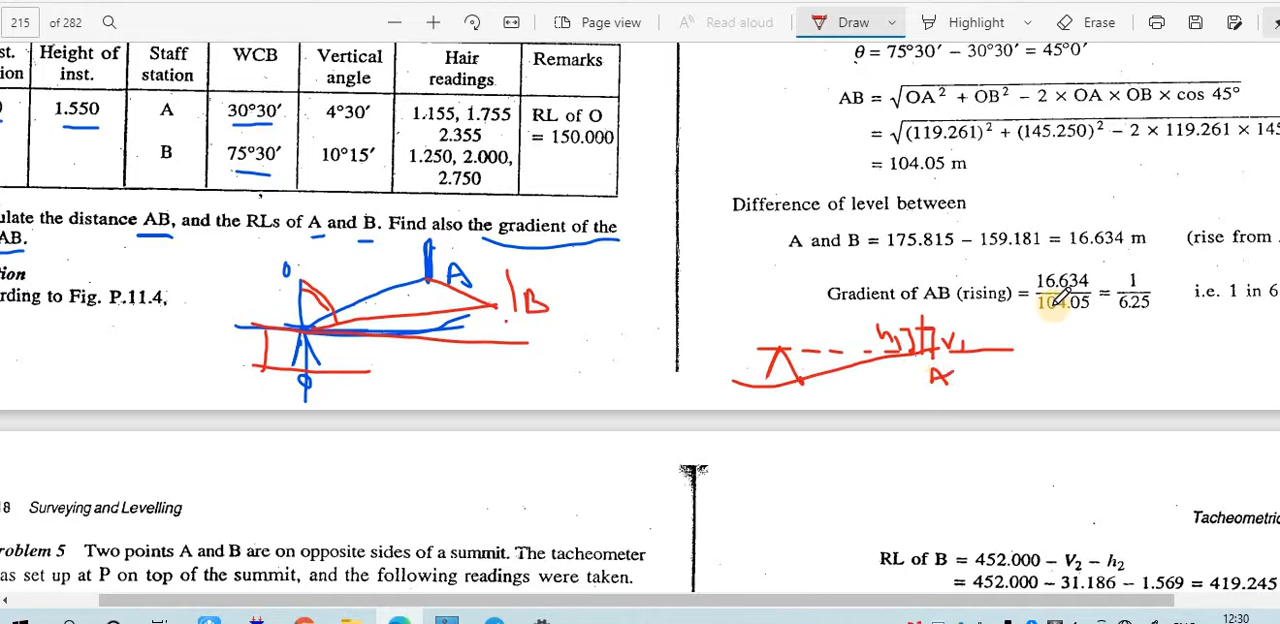 215 of 282
Page view
Read aloud
Draw
Highlight
Erase
st. Height of Staff WCB Vertical Hair Remarks
ion inst. station angle readings
1.550 A 30°30′ 4°30′ 1.155, 1.755 RL of O
2.355 = 150.000
B 75°30′ 10°15′ 1.250, 2.000,
2.750
ulate the distance AB, and the RLs of A and B. Find also the gradient of the
AB.
tion
rding to Fig. P.11.4,
A
B
θ = 75°30′ − 30°30′ = 45°0′
AB = √OA² + OB² − 2 × OA × OB × cos 45°
= √(119.261)² + (145.250)² − 2 × 119.261 × 145
= 104.05 m
Difference of level between
A and B = 175.815 − 159.181 = 16.634 m (rise from
Gradient of AB (rising) = 16.634/104.05 = 1/6.25 i.e. 1 in 6
A
8 Surveying and Levelling
roblem 5 Two points A and B are on opposite sides of a summit. The tacheometer
as set up at P on top of the summit, and the following readings were taken.
Tacheometri
RL of B = 452.000 − V₂ − h₂
= 452.000 − 31.186 − 1.569 = 419.245
12:30